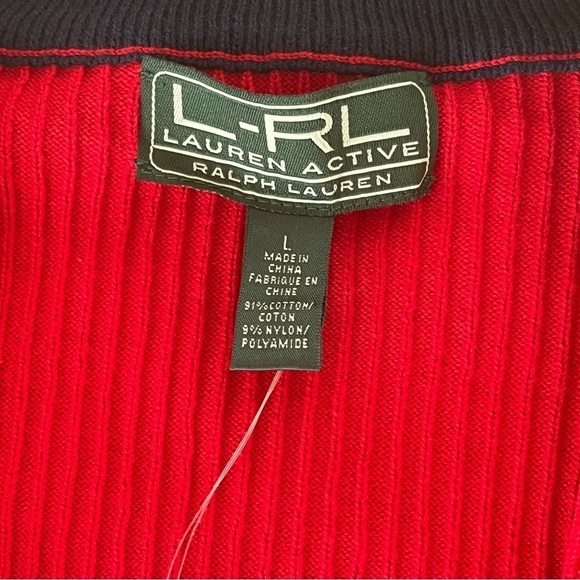 L-RL
LAUREN ACTIVE
RALPH LAUREN
L
MADE IN
CHINA
FABRIQUE EN
CHINE
91%COTTON/
COTON
9%NYLON/
POLYAMIDE